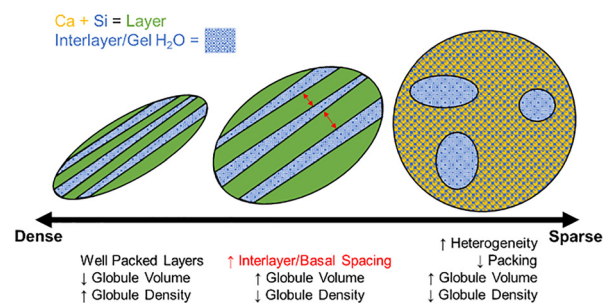 Ca + Si = Layer
Interlayer/Gel H₂O =
Dense
Sparse
Well Packed Layers
↓ Globule Volume
↑ Globule Density
↑ Interlayer/Basal Spacing
↑ Globule Volume
↓ Globule Density
↑ Heterogeneity
↓ Packing
↑ Globule Volume
↓ Globule Density